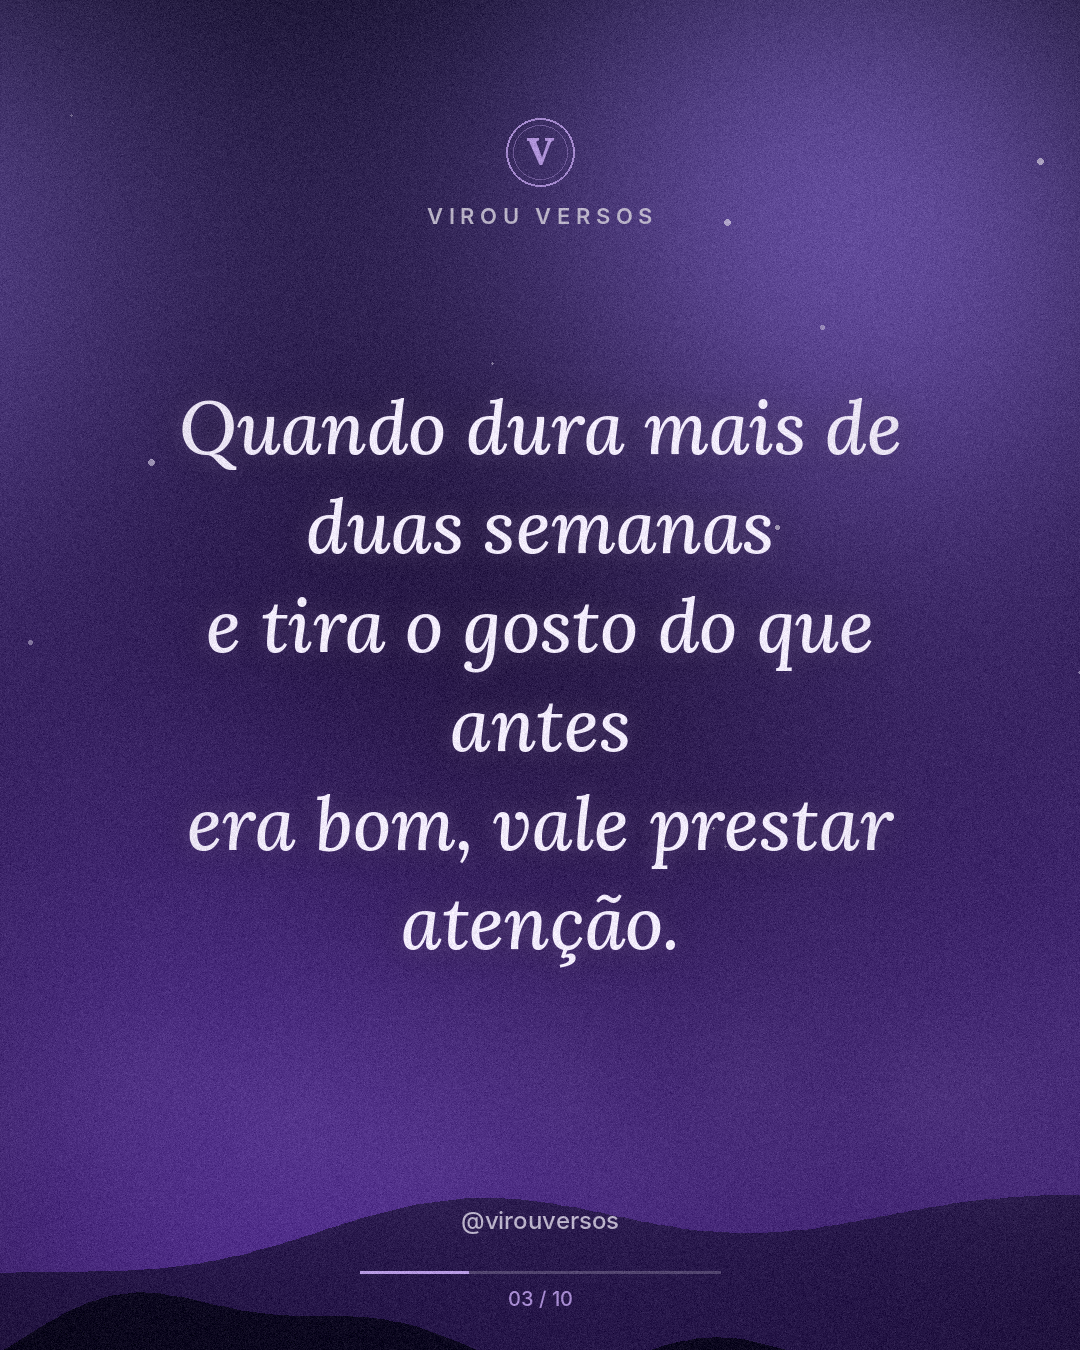 V
VIROU VERSOS
Quando dura mais de
duas semanas
e tira o gosto do que
antes
era bom, vale prestar
atenção.
@virouversos
03 / 10